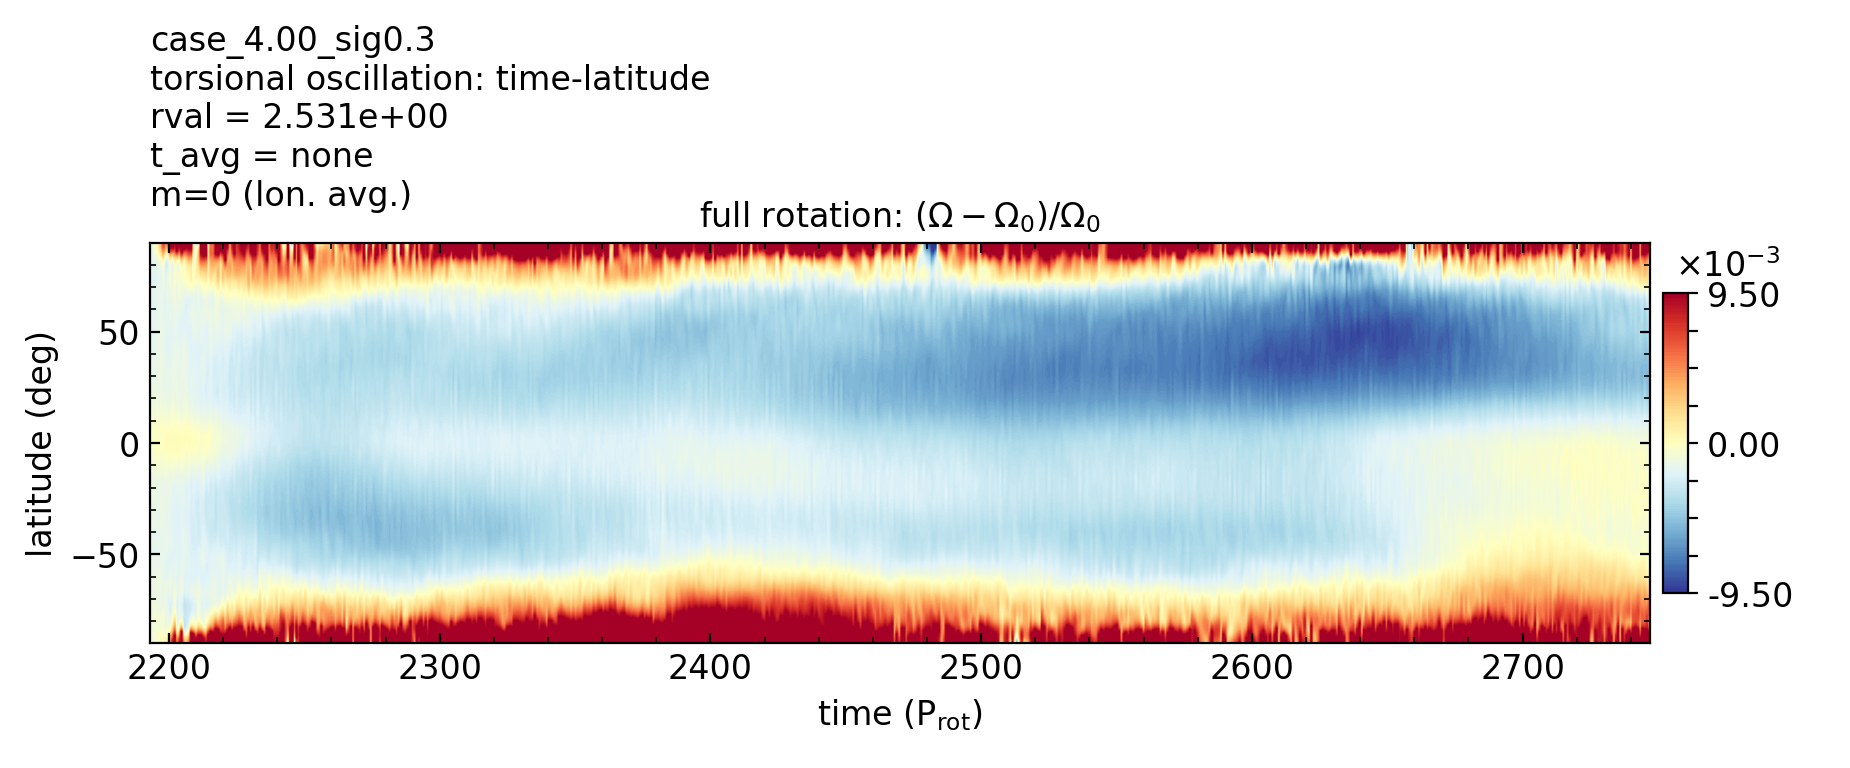 case_4.00_sig0.3
torsional oscillation: time-latitude
rval = 2.531e+00
t_avg = none
m=0 (lon. avg.)
full rotation: (Ω − Ω₀)/Ω₀
×10⁻³
9.50
0.00
-9.50
latitude (deg)
50
0
−50
2200 2300 2400 2500 2600 2700
time (P_rot)